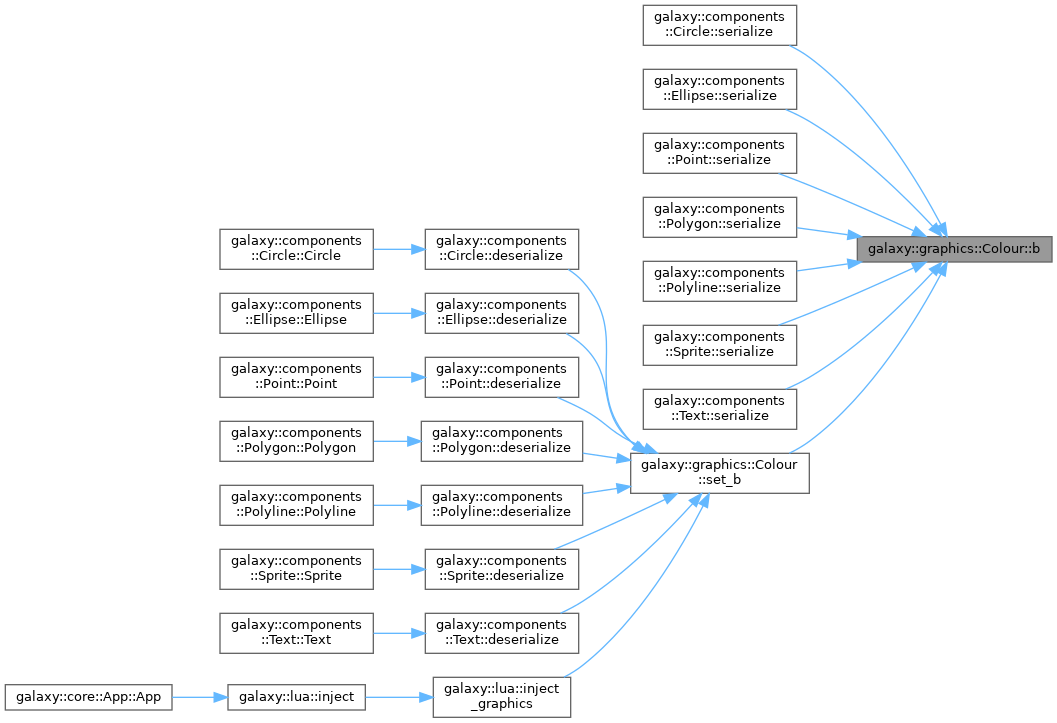 galaxy::components
::Circle::serialize
galaxy::components
::Ellipse::serialize
galaxy::components
::Point::serialize
galaxy::components
::Polygon::serialize
galaxy::graphics::Colour::b
galaxy::components
::Polyline::serialize
galaxy::components
::Sprite::serialize
galaxy::components
::Text::serialize
galaxy::graphics::Colour
::set_b
galaxy::components
::Circle::Circle
galaxy::components
::Circle::deserialize
galaxy::components
::Ellipse::Ellipse
galaxy::components
::Ellipse::deserialize
galaxy::components
::Point::Point
galaxy::components
::Point::deserialize
galaxy::components
::Polygon::Polygon
galaxy::components
::Polygon::deserialize
galaxy::components
::Polyline::Polyline
galaxy::components
::Polyline::deserialize
galaxy::components
::Sprite::Sprite
galaxy::components
::Sprite::deserialize
galaxy::components
::Text::Text
galaxy::components
::Text::deserialize
galaxy::core::App::App
galaxy::lua::inject
galaxy::lua::inject
_graphics